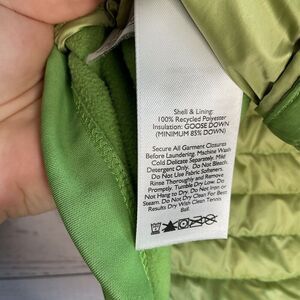 Shell & Lining:
100% Recycled Polyester
Insulation: GOOSE DOWN
(MINIMUM 85% DOWN)
Secure All Garment Closures
Before Laundering. Machine Wash
Cold Delicate Separately. Mild
Detergent Only. Do Not Bleach.
Do Not Use Fabric Softeners.
Rinse Thoroughly and Remove
Promptly. Tumble Dry Low. Do
Not Hang to Dry. Do Not Iron or
Steam. Do Not Dry Clean. Best
Results Dry With Clean Tennis
Ball.